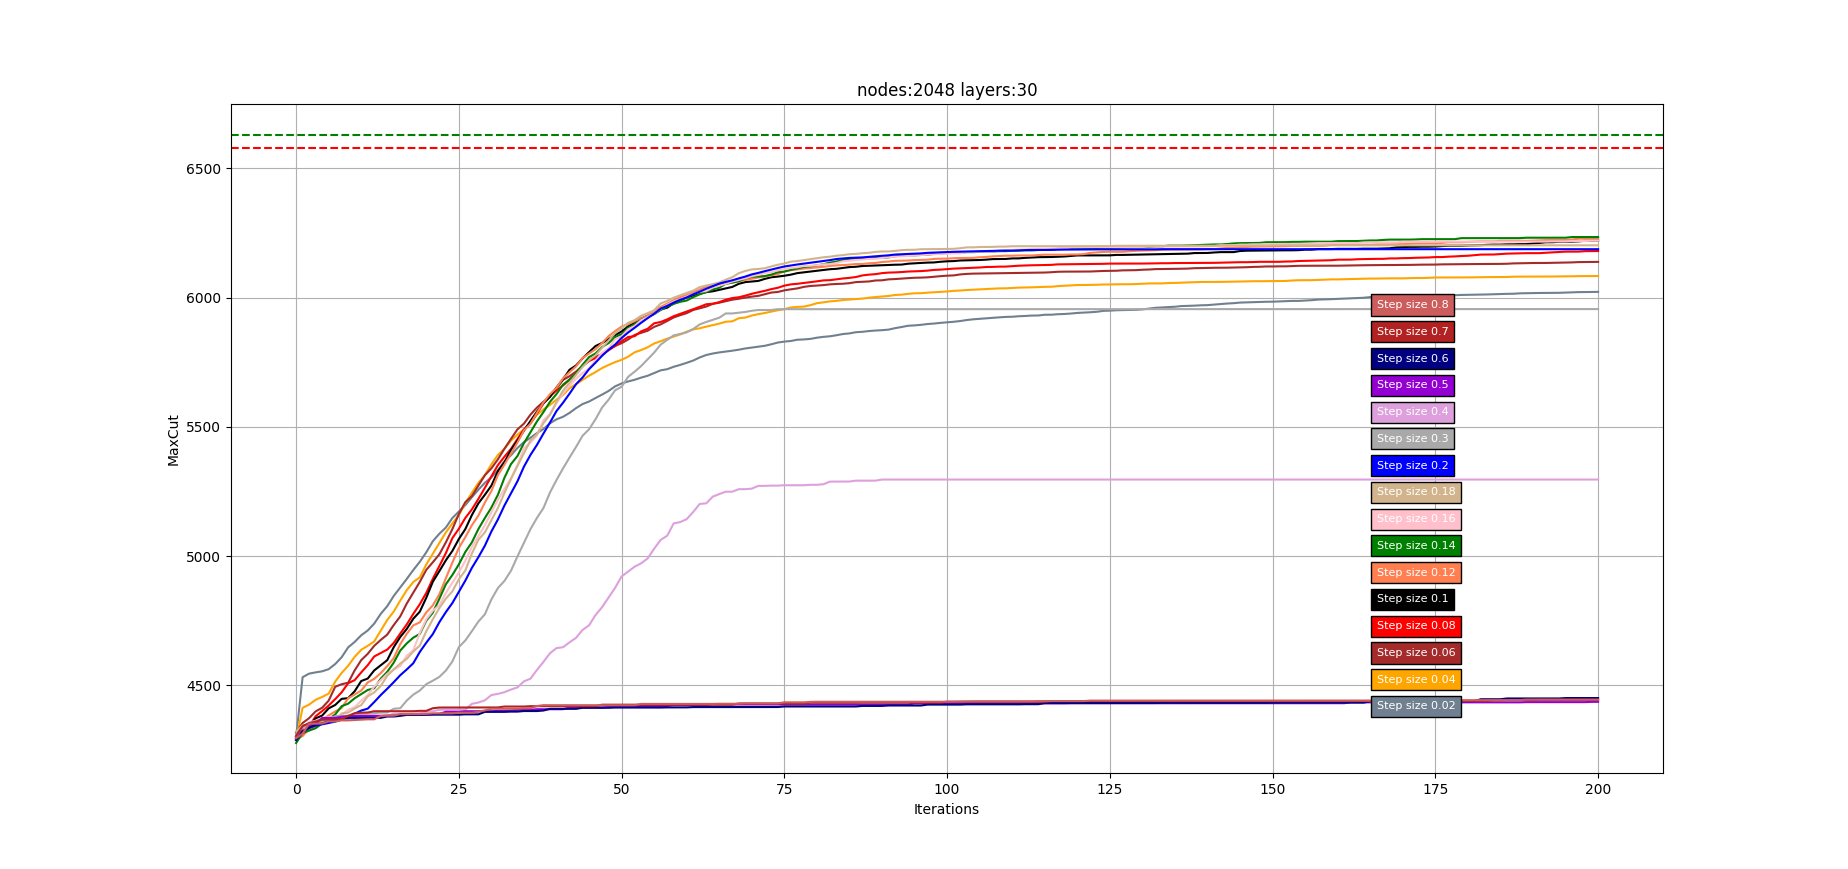 nodes:2048 layers:30
MaxCut
6500
6000
5500
5000
4500
Step size 0.8
Step size 0.7
Step size 0.6
Step size 0.5
Step size 0.4
Step size 0.3
Step size 0.2
Step size 0.18
Step size 0.16
Step size 0.14
Step size 0.12
Step size 0.1
Step size 0.08
Step size 0.06
Step size 0.04
Step size 0.02
0 25 50 75 100 125 150 175 200
Iterations